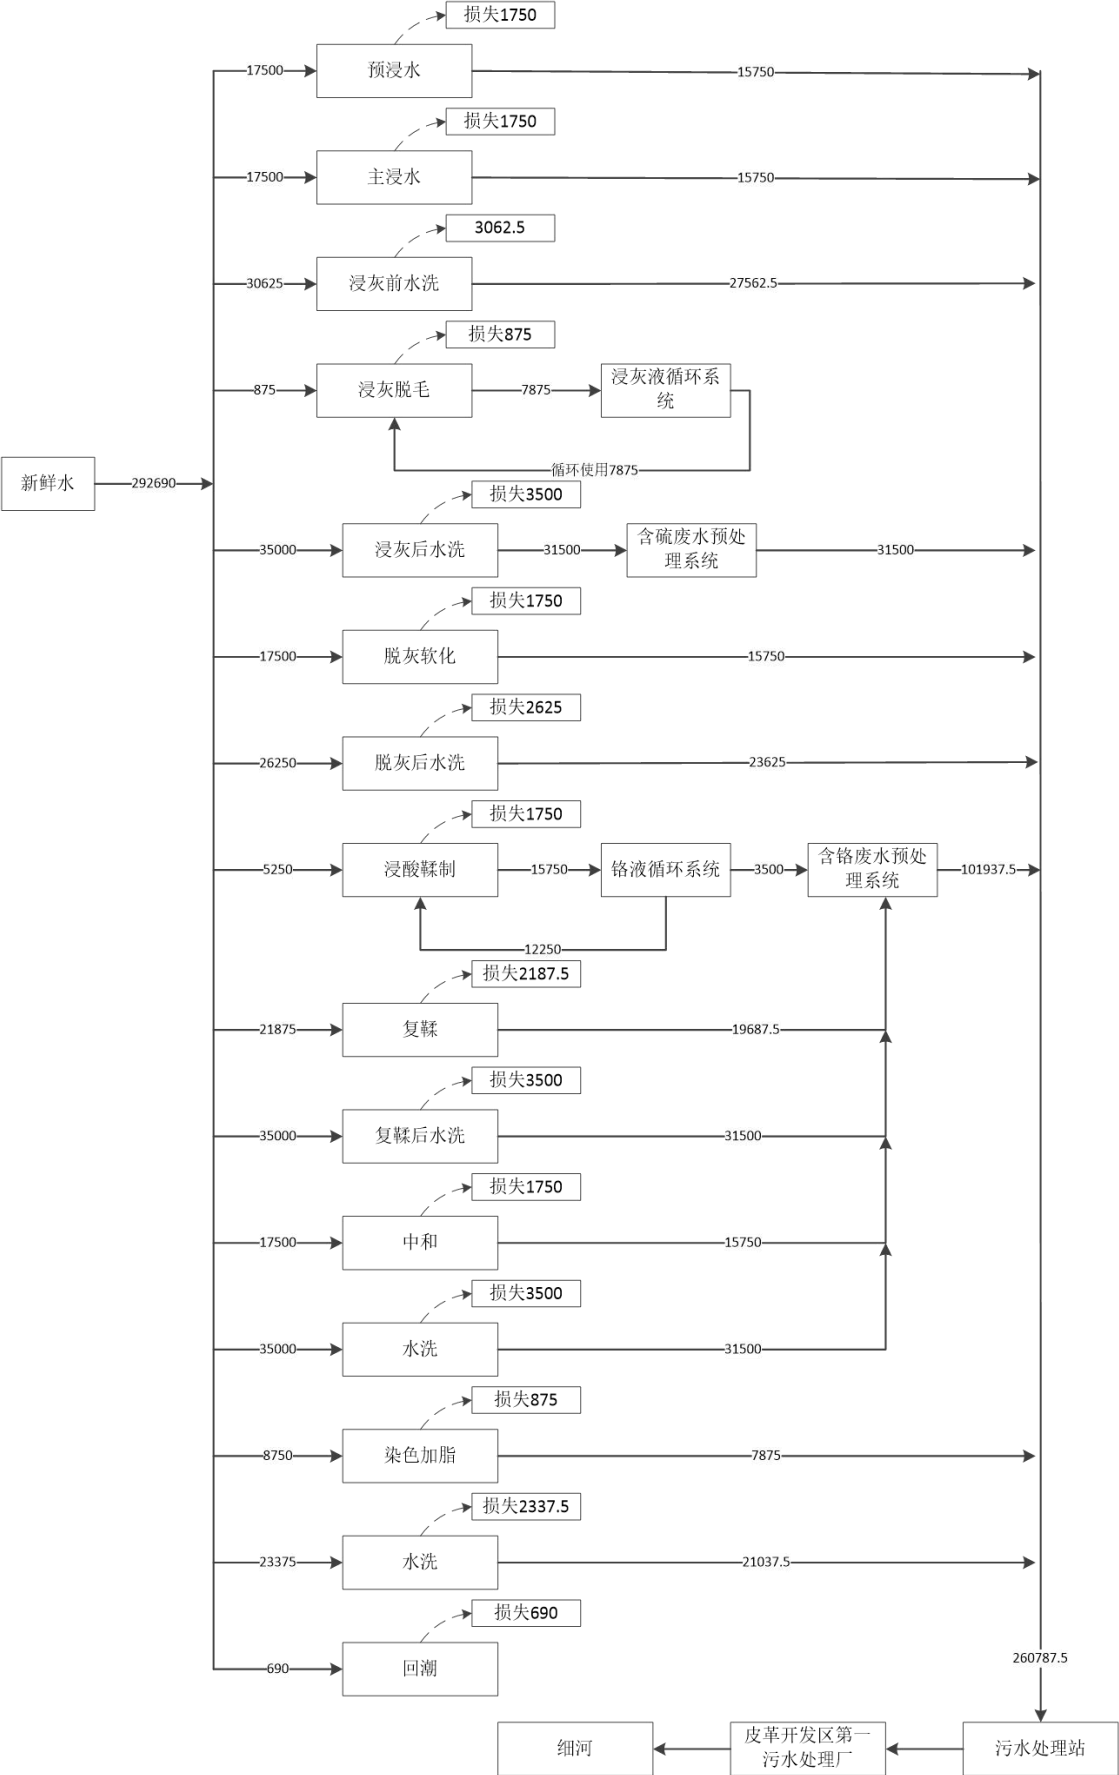 损失1750
17500
预浸水
15750
损失1750
17500
主浸水
15750
3062.5
30625
浸灰前水洗
27562.5
损失875
875
浸灰脱毛
7875
浸灰液循环系
统
循环使用7875
新鲜水
292690
损失3500
35000
浸灰后水洗
31500
含硫废水预处
理系统
31500
损失1750
17500
脱灰软化
15750
损失2625
26250
脱灰后水洗
23625
损失1750
5250
浸酸鞣制
15750
铬液循环系统
3500
含铬废水预处
理系统
101937.5
12250
损失2187.5
21875
复鞣
19687.5
损失3500
35000
复鞣后水洗
31500
损失1750
17500
中和
15750
损失3500
35000
水洗
31500
损失875
8750
染色加脂
7875
损失2337.5
23375
水洗
21037.5
损失690
690
回潮
260787.5
细河
皮革开发区第一
污水处理厂
污水处理站